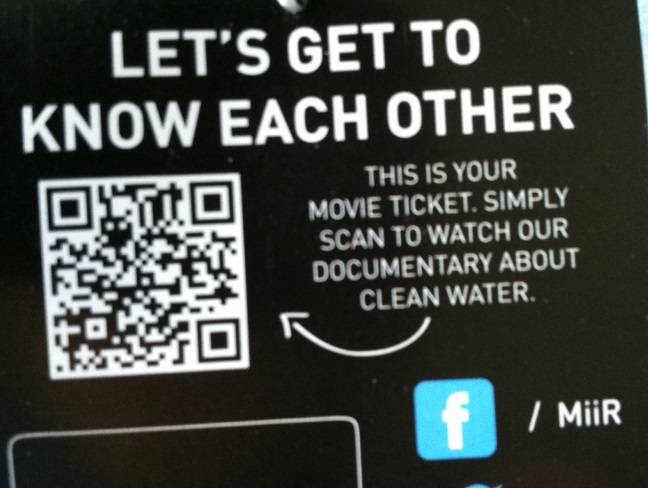 LET'S GET TO
KNOW EACH OTHER
THIS IS YOUR
MOVIE TICKET. SIMPLY
SCAN TO WATCH OUR
DOCUMENTARY ABOUT
CLEAN WATER.
f / MiiR